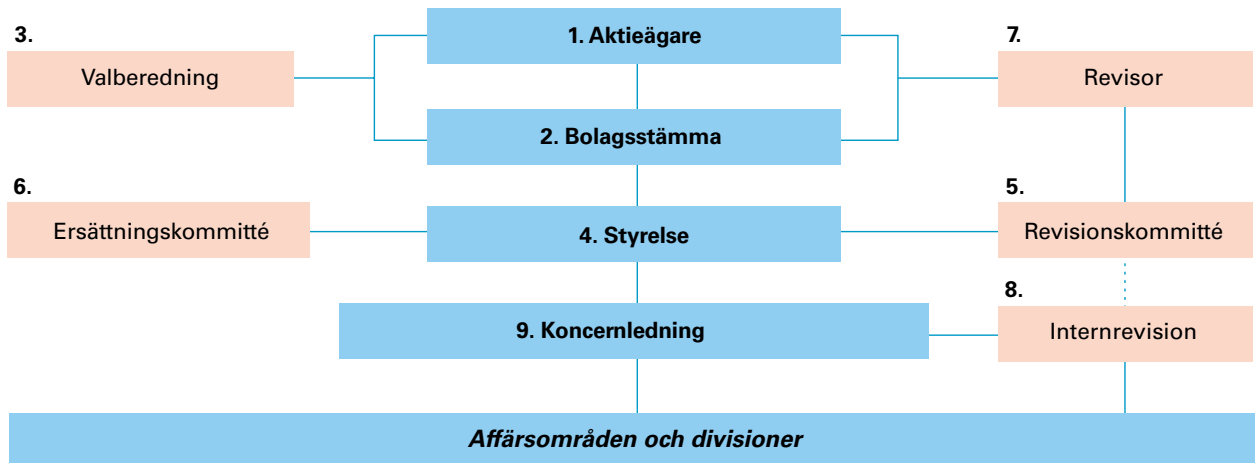 3.
Valberedning
1. Aktieägare
7.
Revisor
2. Bolagsstämma
6.
Ersättningskommitté
4. Styrelse
5.
Revisionskommitté
9. Koncernledning
8.
Internrevision
Affärsområden och divisioner